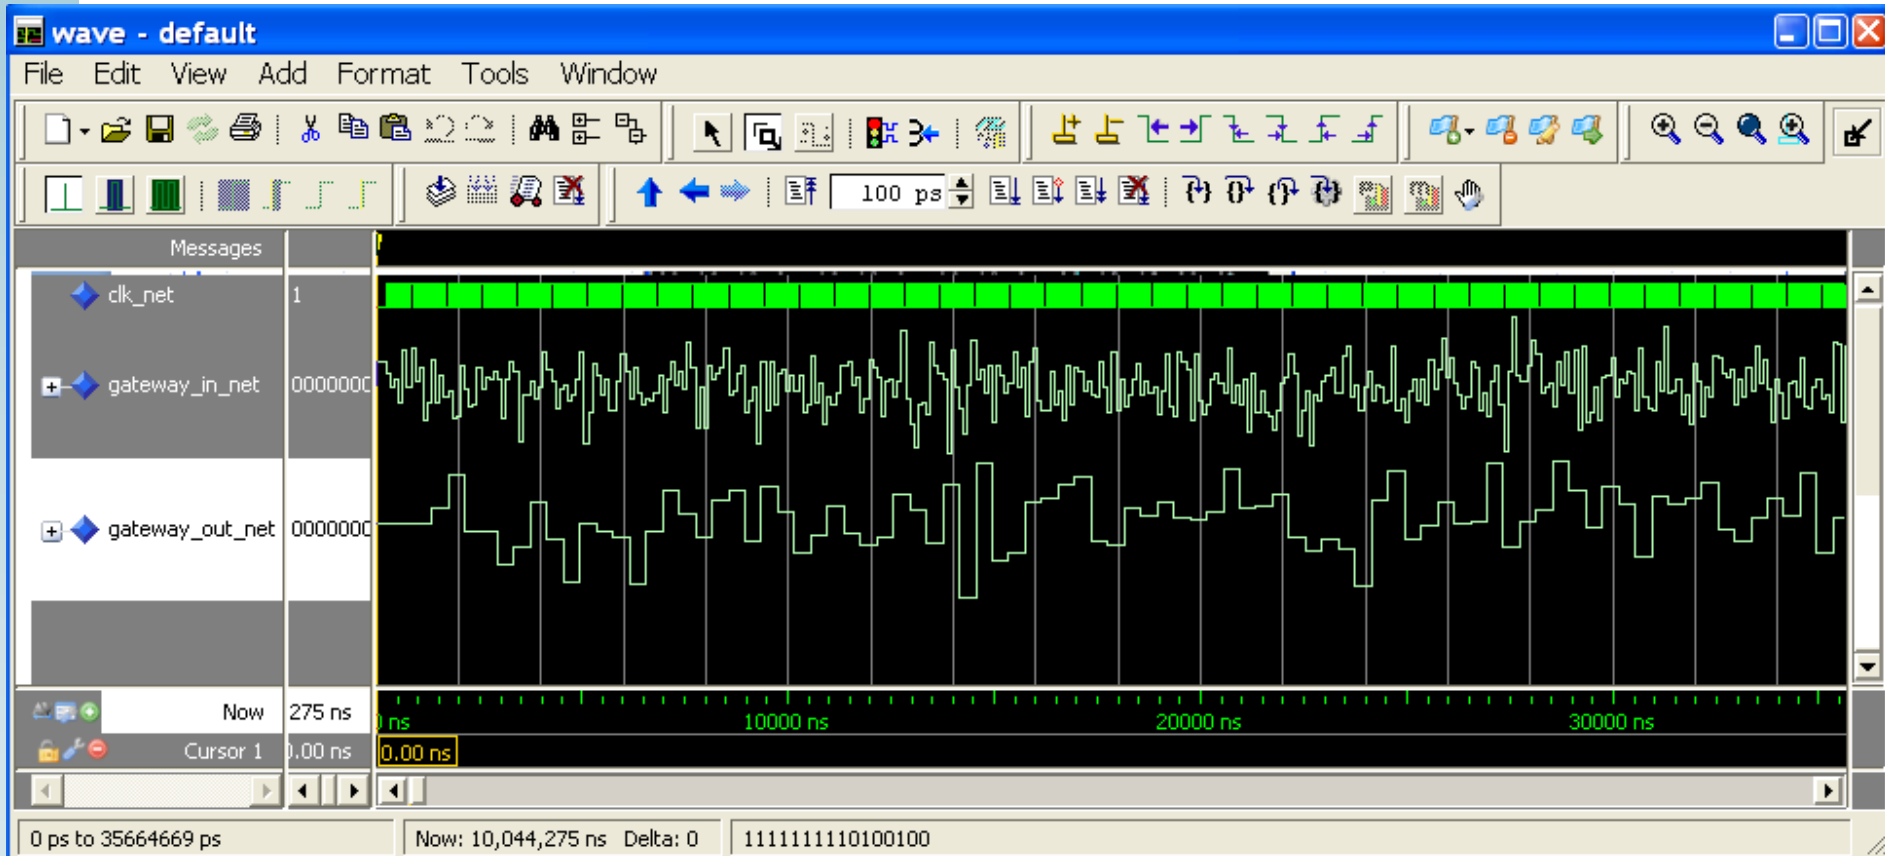 wave - default
File Edit View Add Format Tools Window
100 ps
Messages
clk_net 1
gateway_in_net 0000000
gateway_out_net 0000000
Now 275 ns
ns 10000 ns 20000 ns 30000 ns
Cursor 1 .00 ns 0.00 ns
0 ps to 35664669 ps Now: 10,044,275 ns Delta: 0 1111111110100100